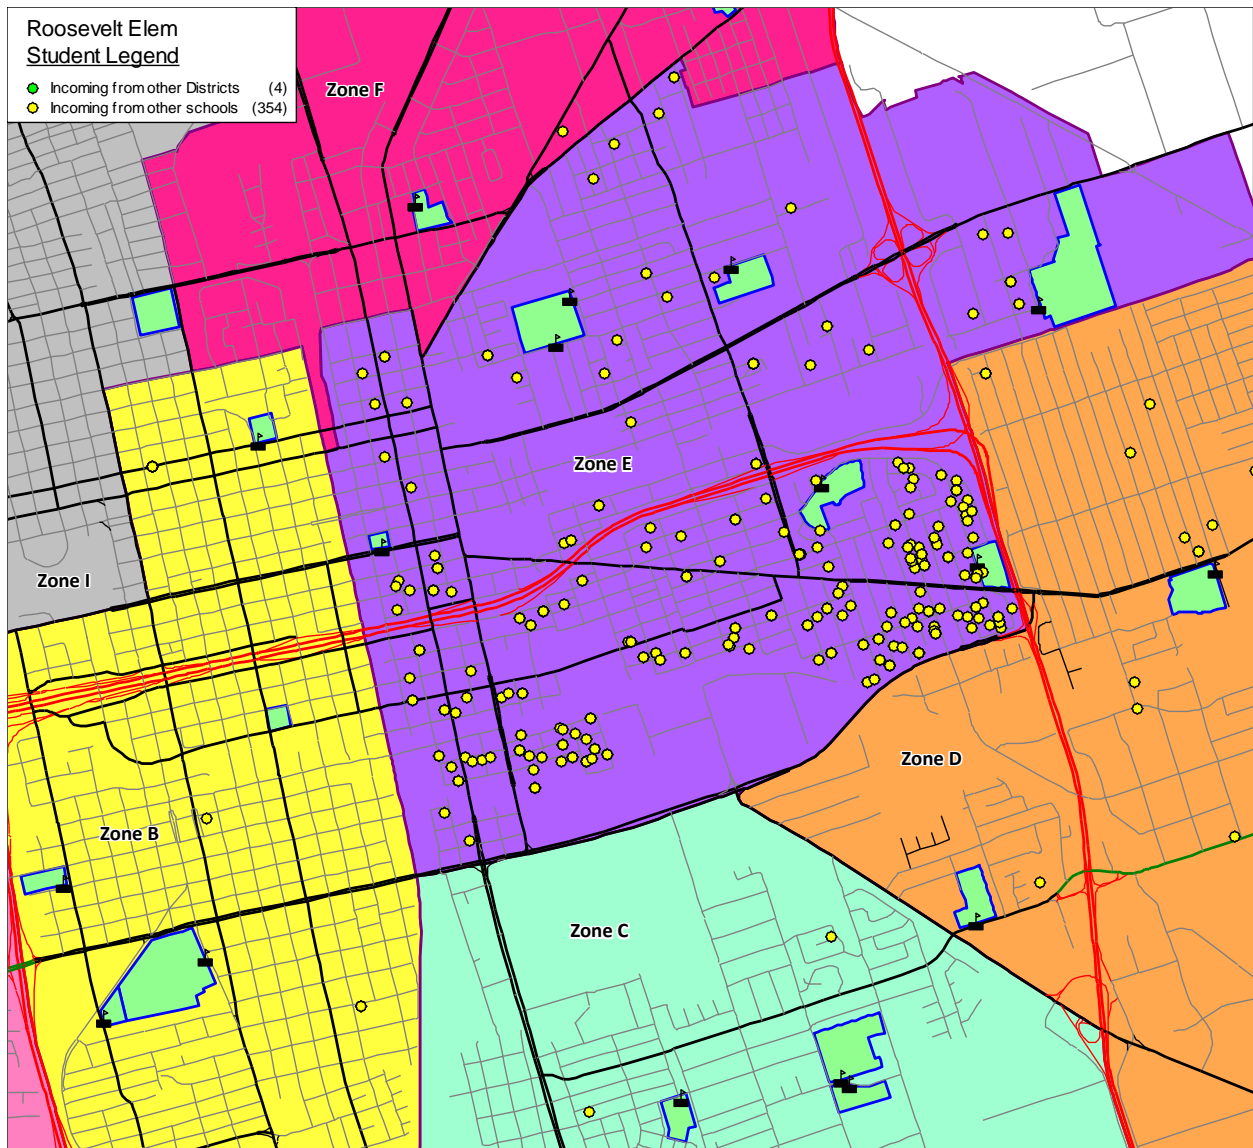 Roosevelt Elem
Student Legend
Incoming from other Districts (4)
Incoming from other schools (354)
Zone F
Zone E
Zone I
Zone D
Zone B
Zone C